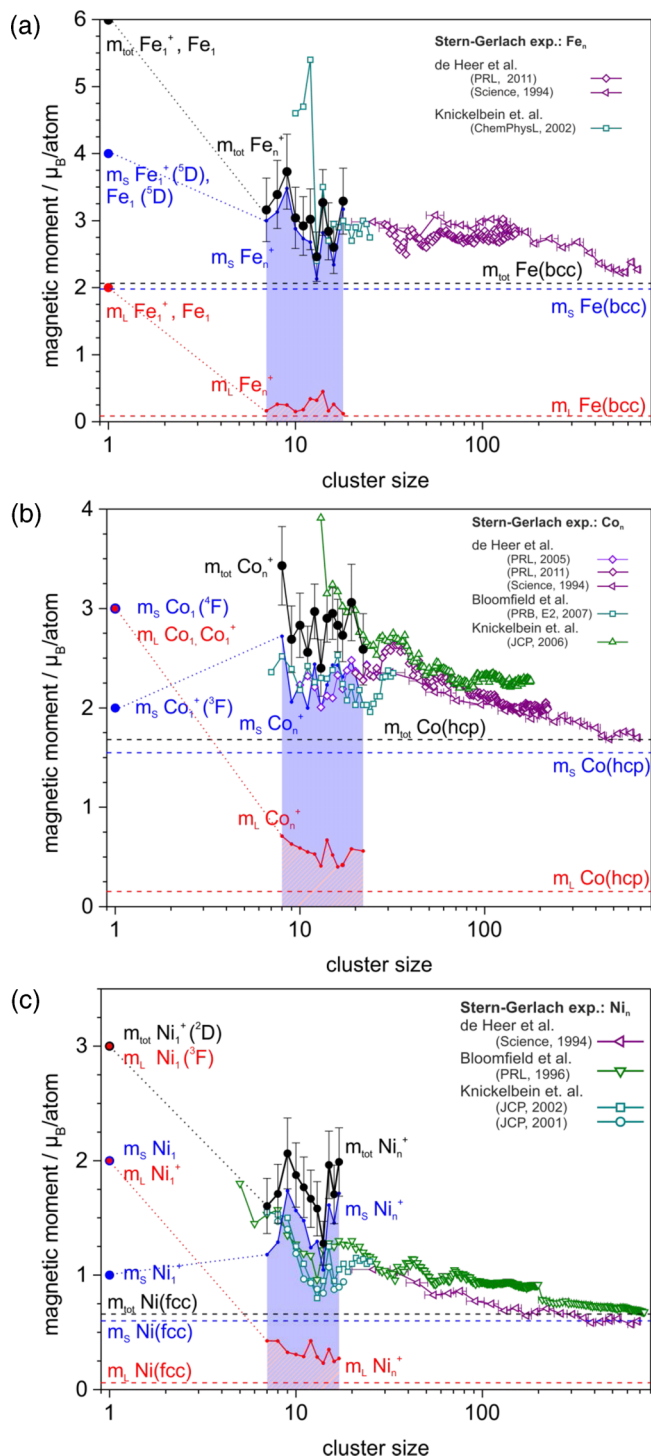 (a)
6
5
4
3
2
1
0
magnetic moment / μB/atom
1
10
100
cluster size
mtot Fe1+, Fe1
mS Fe1+ (5D),
Fe1 (5D)
mL Fe1+, Fe1
mtot Fen+
mS Fen+
mL Fen+
mtot Fe(bcc)
mS Fe(bcc)
mL Fe(bcc)
Stern-Gerlach exp.: Fen
de Heer et al.
(PRL, 2011)
(Science, 1994)
Knickelbein et. al.
(ChemPhysL, 2002)
(b)
4
3
2
1
0
magnetic moment / μB/atom
1
10
100
cluster size
mtot Con+
mS Co1 (4F)
mL Co1, Co1+
mS Co1+ (3F)
mS Con+
mL Con+
mtot Co(hcp)
mS Co(hcp)
mL Co(hcp)
Stern-Gerlach exp.: Con
de Heer et al.
(PRL, 2005)
(PRL, 2011)
(Science, 1994)
Bloomfield et al.
(PRB, E2, 2007)
Knickelbein et. al.
(JCP, 2006)
(c)
3
2
1
0
magnetic moment / μB/atom
1
10
100
cluster size
mtot Ni1+ (2D)
mL Ni1 (3F)
mS Ni1
mL Ni1+
mS Ni1+
mtot Ni(fcc)
mS Ni(fcc)
mL Ni(fcc)
mtot Nin+
mS Nin+
mL Nin+
Stern-Gerlach exp.: Nin
de Heer et al.
(Science, 1994)
Bloomfield et al.
(PRL, 1996)
Knickelbein et. al.
(JCP, 2002)
(JCP, 2001)